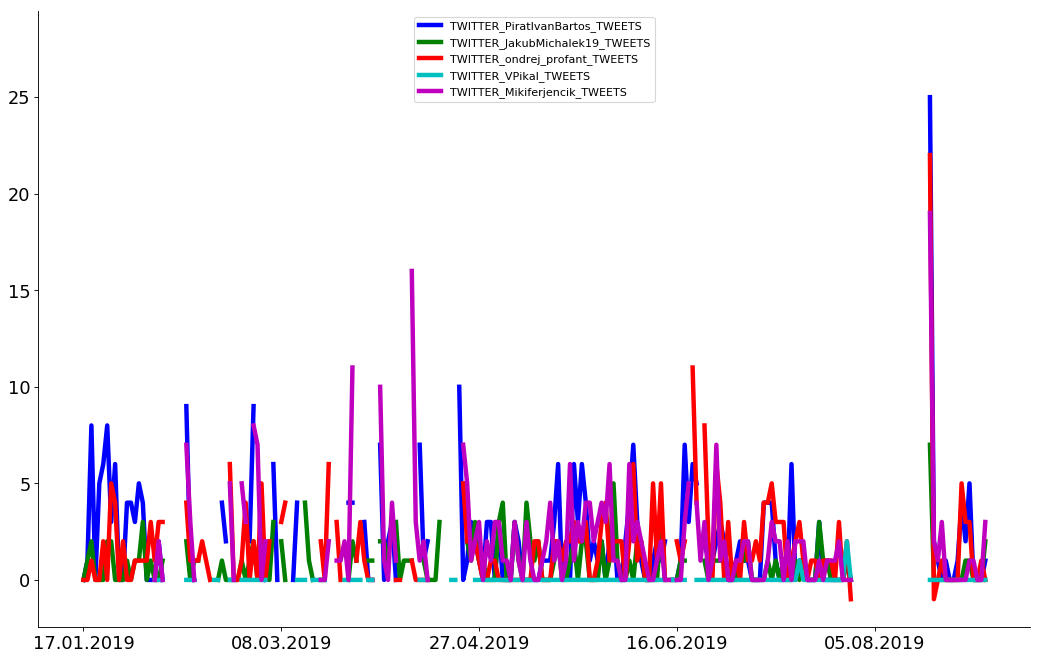 TWITTER_PiratIvanBartos_TWEETS
TWITTER_JakubMichalek19_TWEETS
TWITTER_ondrej_profant_TWEETS
TWITTER_VPikal_TWEETS
TWITTER_Mikiferjencik_TWEETS
25
20
15
10
5
0
17.01.2019 08.03.2019 27.04.2019 16.06.2019 05.08.2019